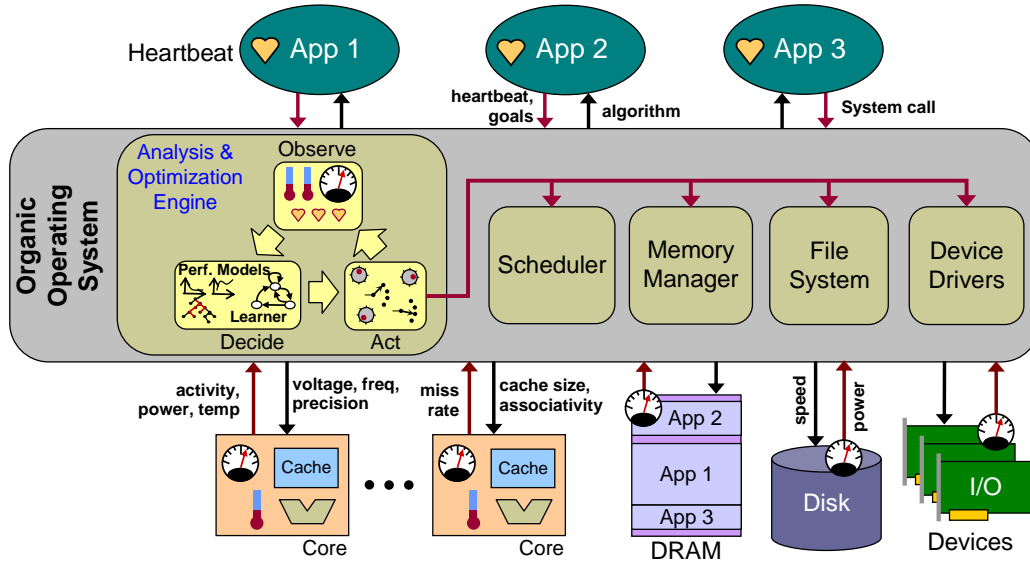 Heartbeat
App 1
App 2
App 3
heartbeat,
goals
algorithm
System call
Organic
Operating
System
Analysis &
Optimization
Engine
Observe
Perf. Models
Learner
Decide
Act
Scheduler
Memory
Manager
File
System
Device
Drivers
activity,
power, temp
voltage, freq,
precision
miss
rate
cache size,
associativity
speed
power
Cache
Core
Cache
Core
App 2
App 1
App 3
DRAM
Disk
I/O
Devices